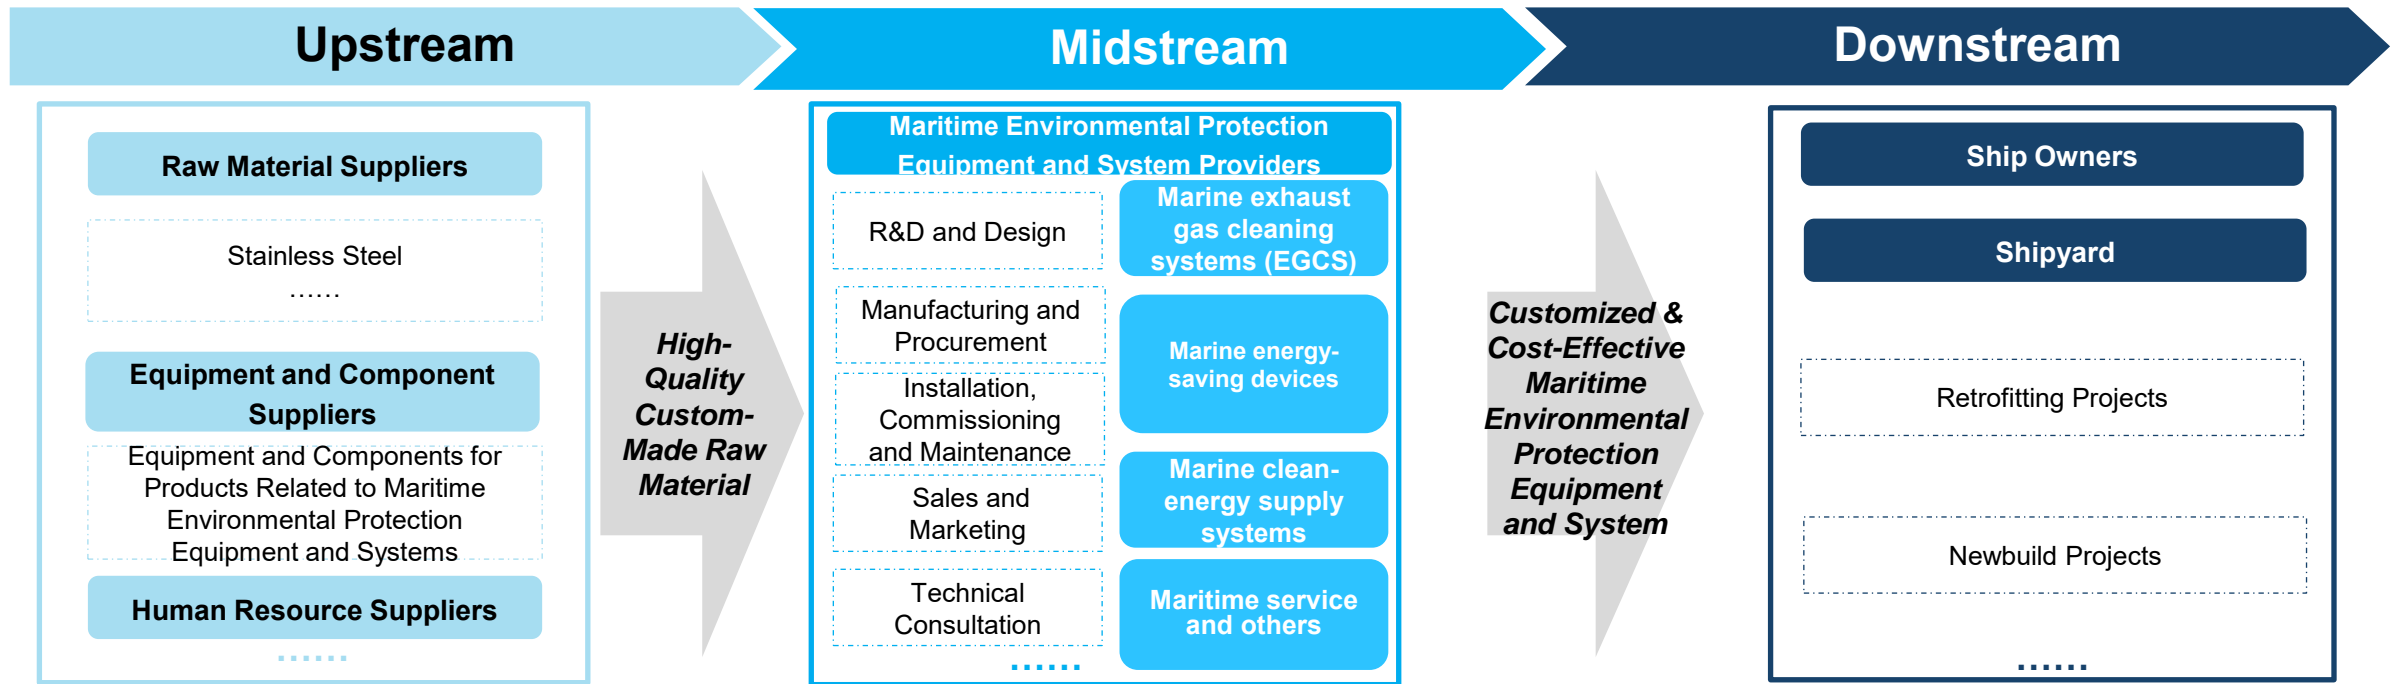 Upstream
Midstream
Downstream
Raw Material Suppliers
Stainless Steel
……
Equipment and Component
Suppliers
Equipment and Components for
Products Related to Maritime
Environmental Protection
Equipment and Systems
Human Resource Suppliers
……
High-
Quality
Custom-
Made Raw
Material
Maritime Environmental Protection
Equipment and System Providers
R&D and Design
Manufacturing and
Procurement
Installation,
Commissioning
and Maintenance
Sales and
Marketing
Technical
Consultation
……
Marine exhaust
gas cleaning
systems (EGCS)
Marine energy-
saving devices
Marine clean-
energy supply
systems
Maritime service
and others
Customized &
Cost-Effective
Maritime
Environmental
Protection
Equipment
and System
Ship Owners
Shipyard
Retrofitting Projects
Newbuild Projects
……